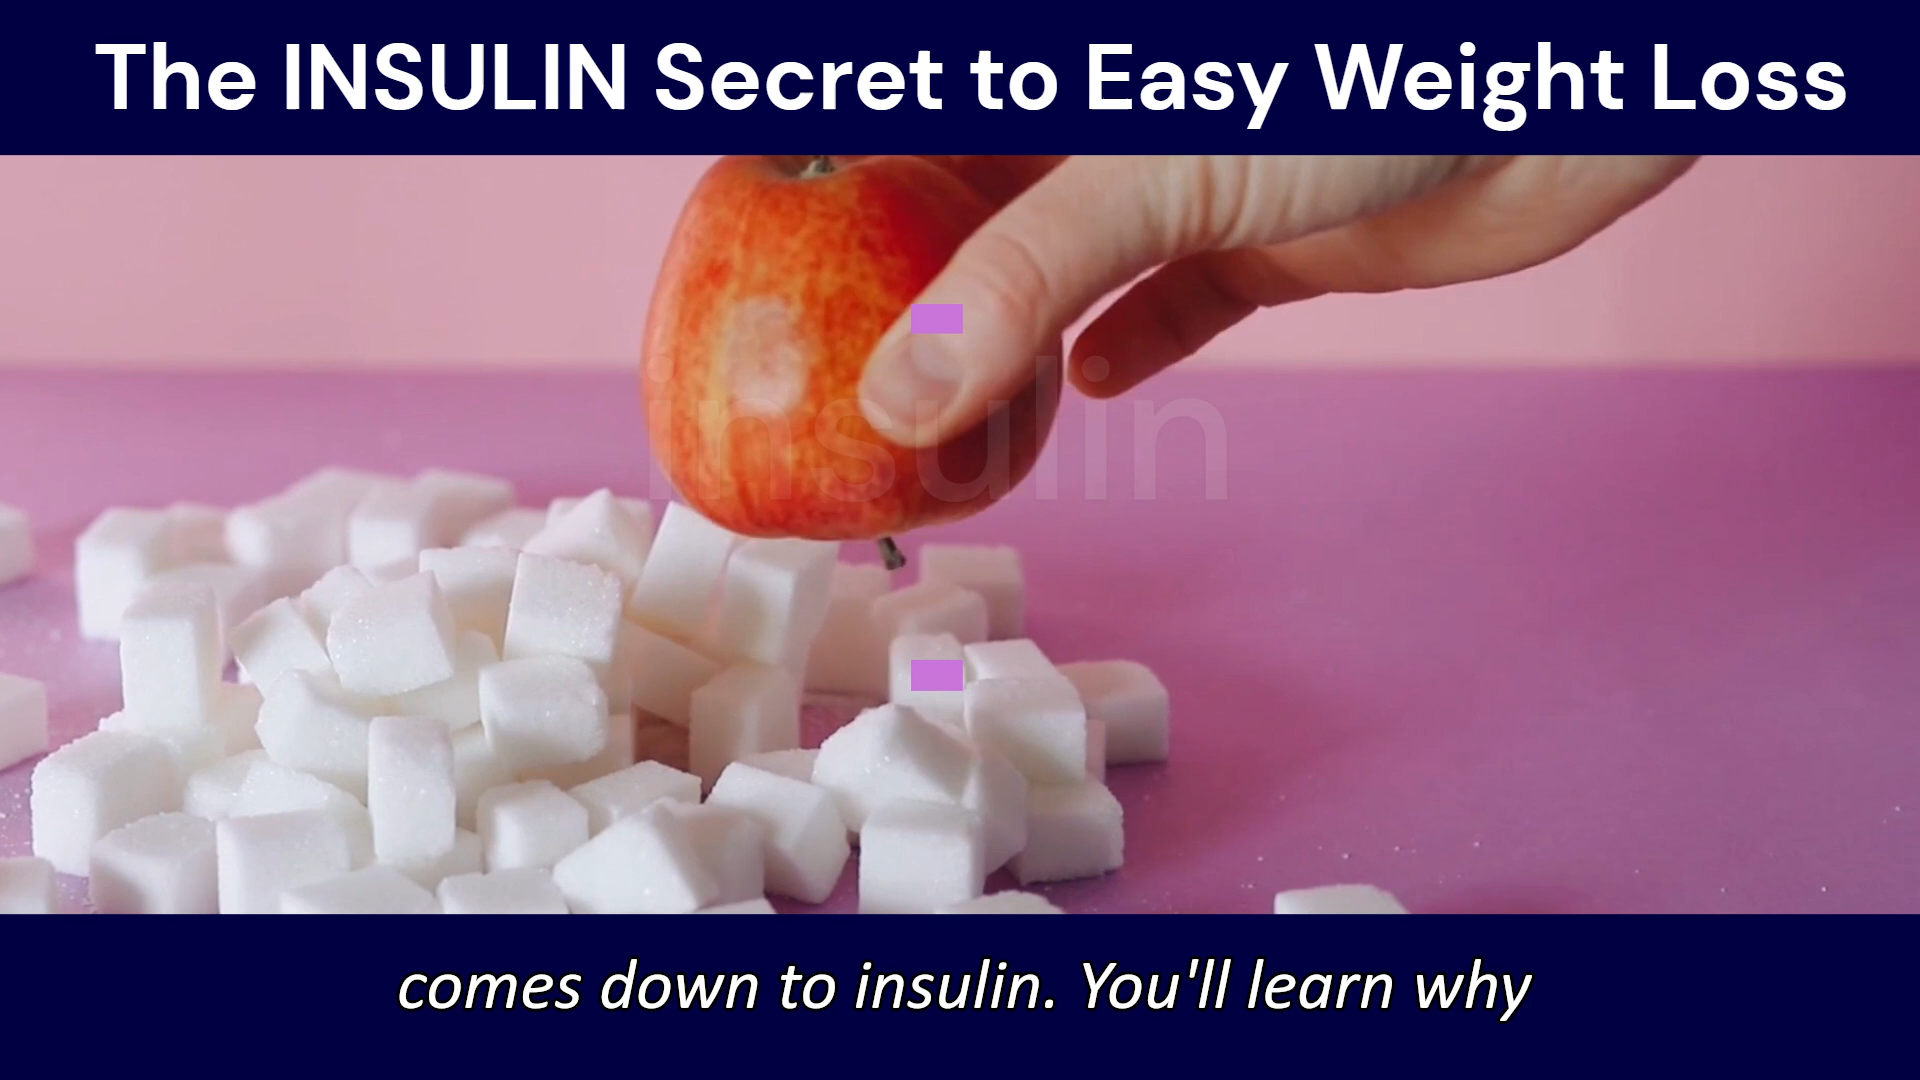 The INSULIN Secret to Easy Weight Loss
insulin
comes down to insulin. You'll learn why